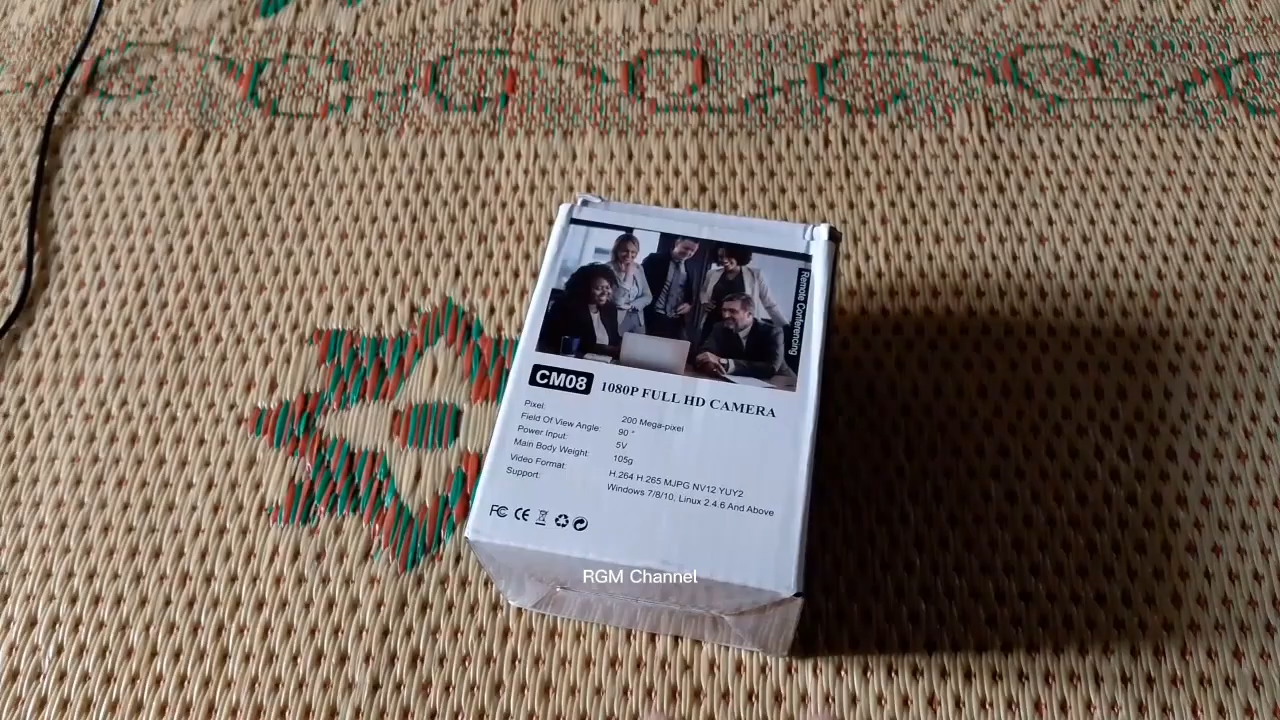 Remote Conferencing
CM08 1080P FULL HD CAMERA
Pixel: 200 Mega-pixel
Field Of View Angle: 90 °
Power Input: 5V
Main Body Weight: 105g
Video Format: H.264 H 265 MJPG NV12 YUY2
Support: Windows 7/8/10, Linux 2.4.6 And Above
FC CE
RGM Channel